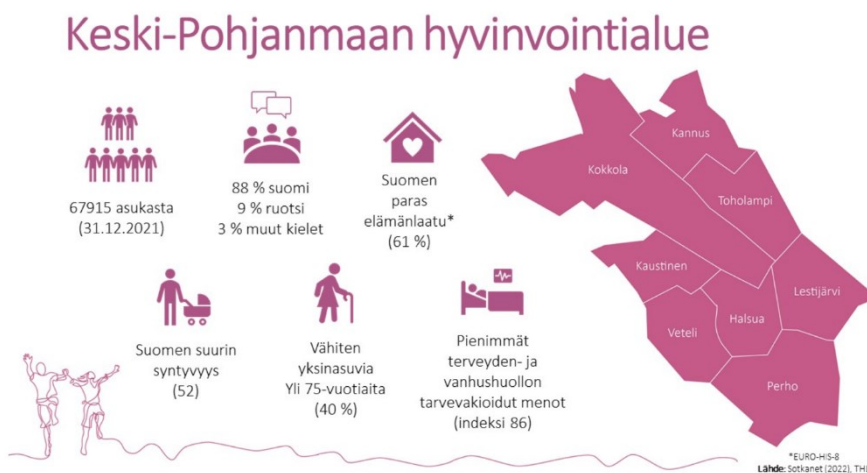 Keski-Pohjanmaan hyvinvointialue
67915 asukasta
(31.12.2021)
88 % suomi
9 % ruotsi
3 % muut kielet
Suomen
paras
elämänlaatu*
(61 %)
Suomen suurin
syntyvyys
(52)
Vähiten
yksinasuvia
Yli 75-vuotiaita
(40 %)
Pienimmät
terveyden- ja
vanhushuollon
tarvevakioidut menot
(indeksi 86)
Kannus
Kokkola
Toholampi
Kaustinen
Lestijärvi
Halsua
Veteli
Perho
*EURO-HIS-8
Lähde: Sotkanet (2022),